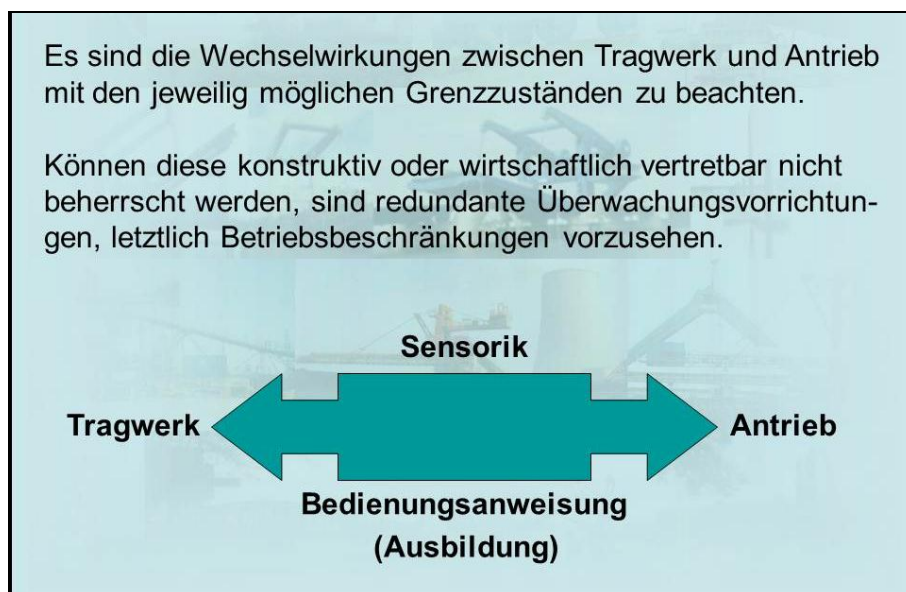 Es sind die Wechselwirkungen zwischen Tragwerk und Antrieb
mit den jeweilig möglichen Grenzzuständen zu beachten.
Können diese konstruktiv oder wirtschaftlich vertretbar nicht
beherrscht werden, sind redundante Überwachungsvorrichtun-
gen, letztlich Betriebsbeschränkungen vorzusehen.
Sensorik
Tragwerk
Antrieb
Bedienungsanweisung
(Ausbildung)